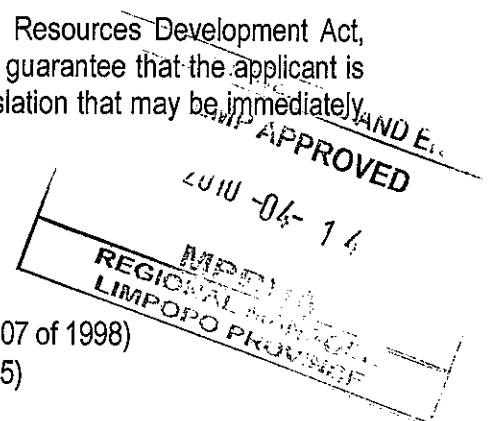 Resources Development Act,
guarantee that the applicant is
slation that may be immediately
AND E
APPROVED
2010 -04- 14
REGIONAL
LIMPOPO PROVINCE
07 of 1998)
5)